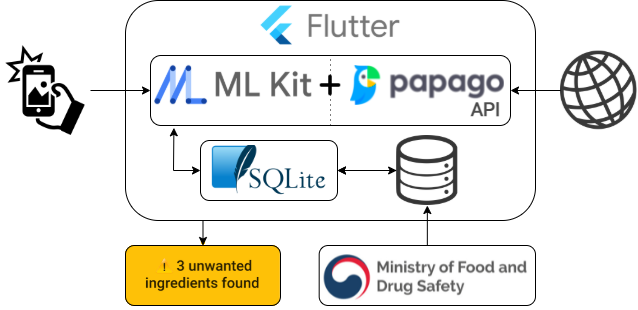 Flutter
ML Kit + papago
API
SQLite
⚠ 3 unwanted
ingredients found
Ministry of Food and
Drug Safety